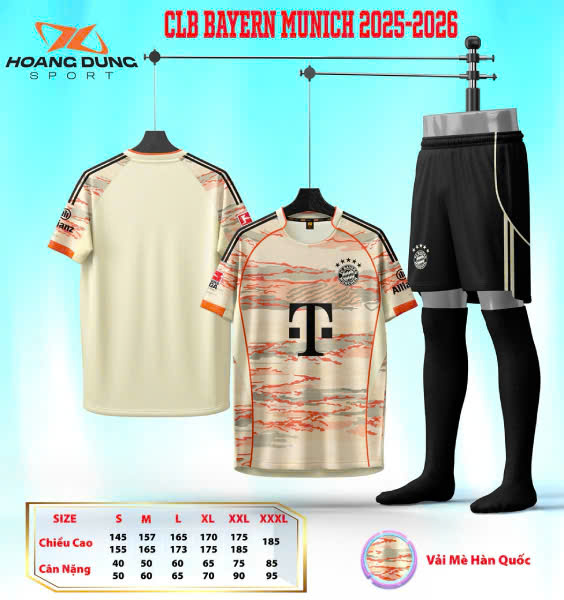 CLB BAYERN MUNICH 2025-2026
HOANG DUNG
SPORT
Allianz
T
Allianz
SIZE S M L XL XXL XXXL
Chiều Cao 145 157 165 170 175 185
155 165 173 175 185
Cân Nặng 40 50 60 65 75 85
50 60 65 70 90 95
Vải Mè Hàn Quốc